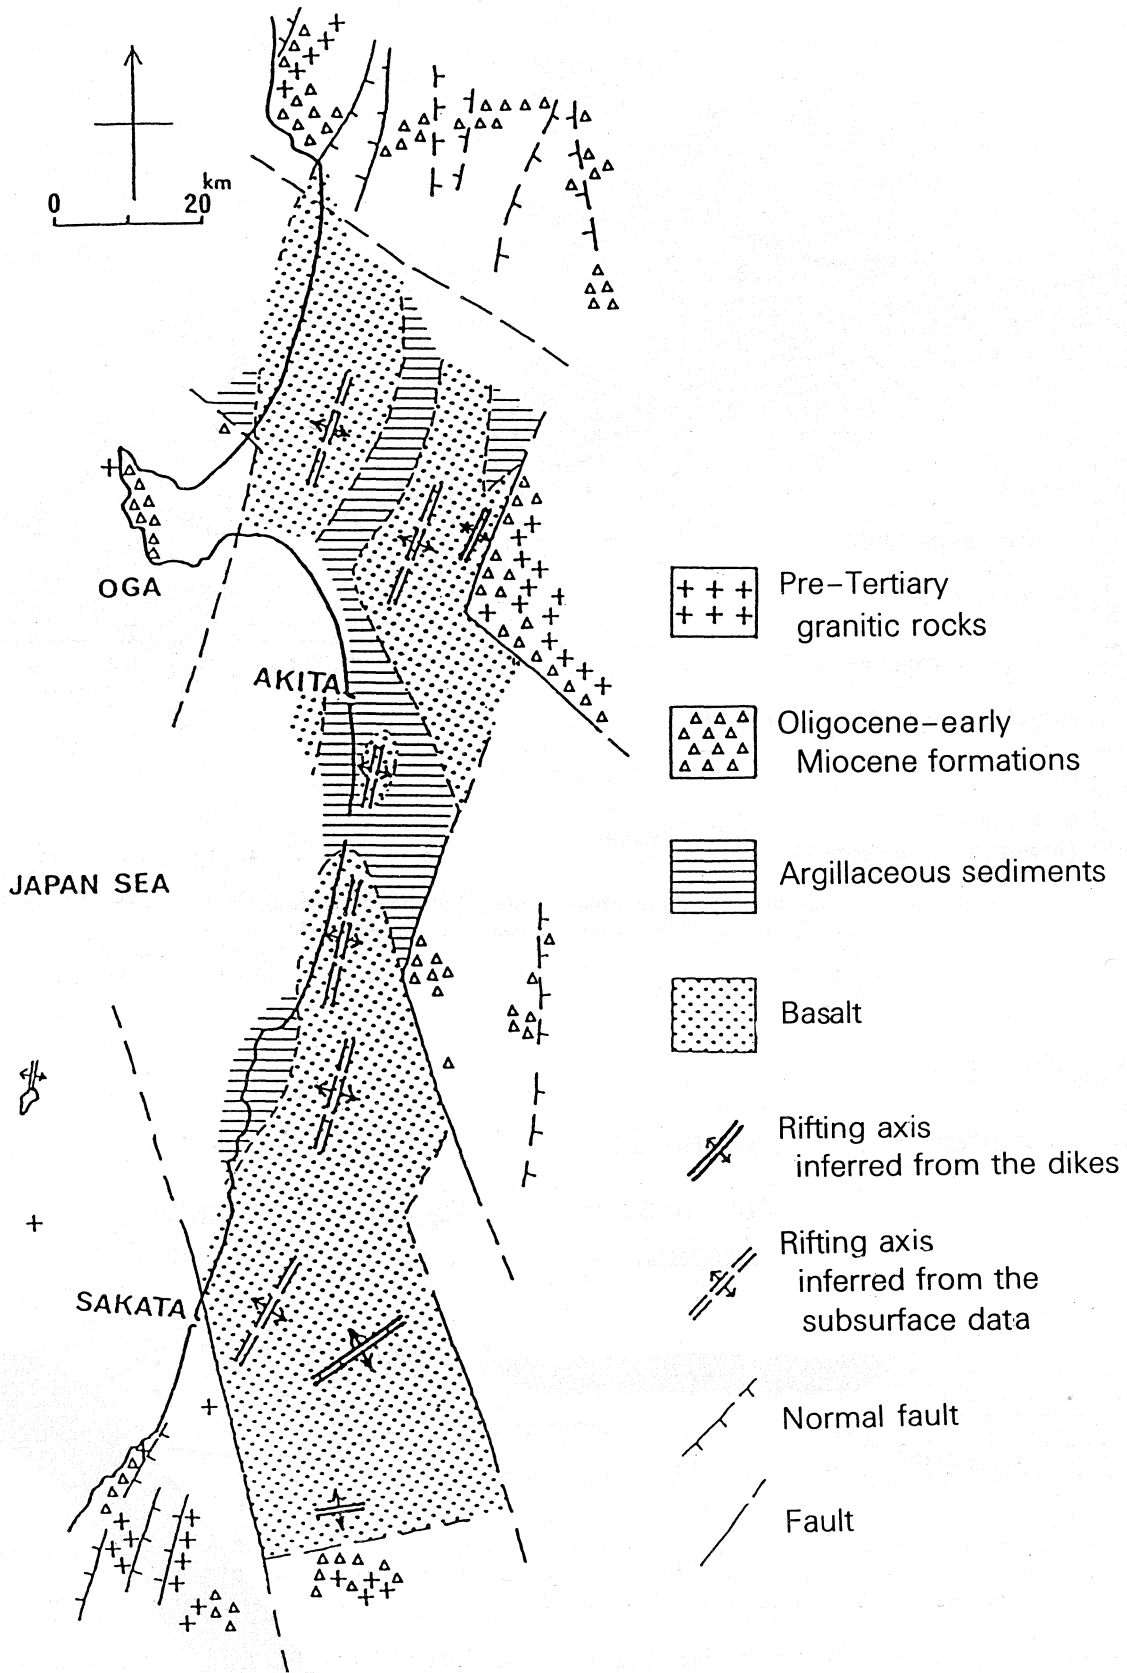 km
0 20
OGA
AKITA
JAPAN SEA
SAKATA
Pre-Tertiary
granitic rocks
Oligocene-early
Miocene formations
Argillaceous sediments
Basalt
Rifting axis
inferred from the dikes
Rifting axis
inferred from the
subsurface data
Normal fault
Fault